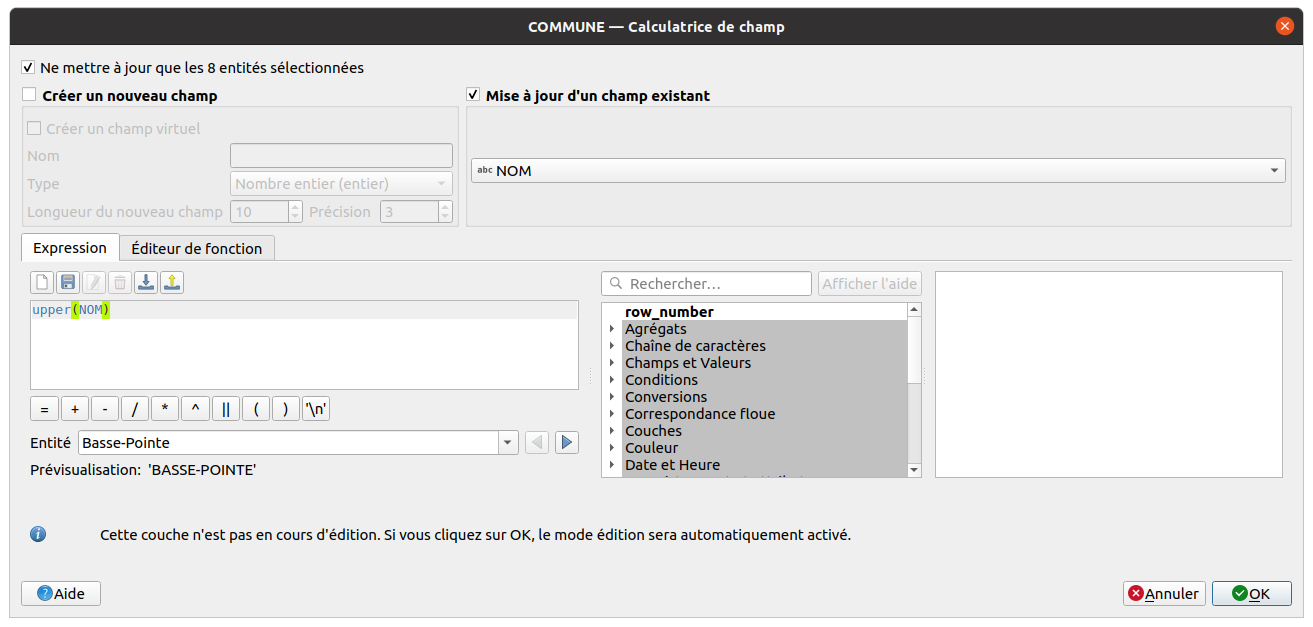 COMMUNE — Calculatrice de champ
Ne mettre à jour que les 8 entités sélectionnées
Créer un nouveau champ
Mise à jour d'un champ existant
Créer un champ virtuel
Nom
abc NOM
Type
Nombre entier (entier)
Longueur du nouveau champ
10
Précision
3
Expression
Éditeur de fonction
Rechercher...
Afficher l'aide
upper(NOM)
row_number
Agrégats
Chaîne de caractères
Champs et Valeurs
Conditions
Conversions
Correspondance floue
Couches
Couleur
Date et Heure
= + - / * ^ || ( ) '\n'
Entité Basse-Pointe
Prévisualisation: 'BASSE-POINTE'
Cette couche n'est pas en cours d'édition. Si vous cliquez sur OK, le mode édition sera automatiquement activé.
Aide
Annuler
OK